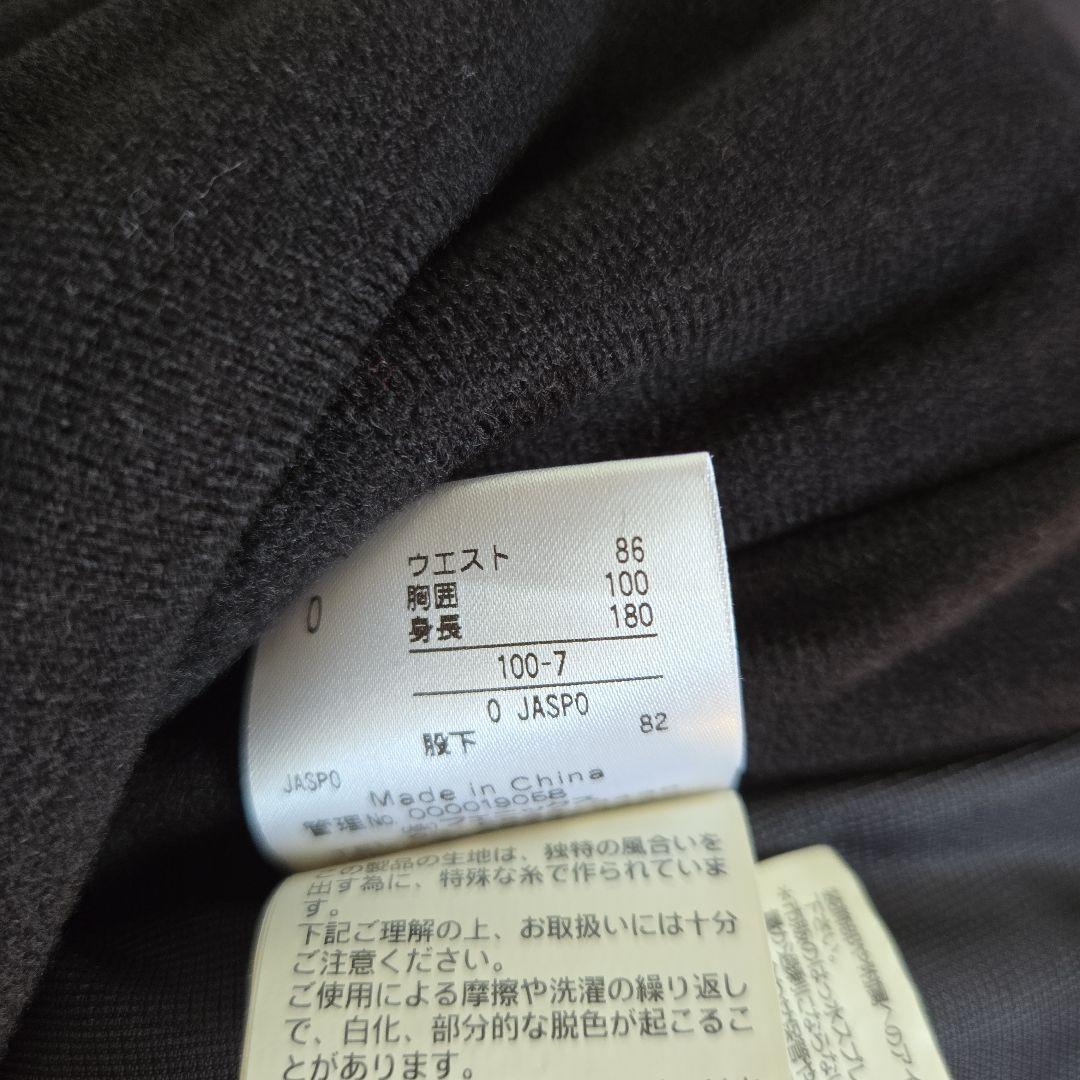 ウエスト 86
胸囲 100
身長 180
O
100-7
O JASPO
股下 82
JASPO
Made in China
管理No. 000019058
この製品の生地は、独特の風合いを
出す為に、特殊な糸で作られていま
す。
下記ご理解の上、お取扱いには十分
ご注意ください。
ご使用による摩擦や洗濯の繰り返し
で、白化、部分的な脱色が起こるこ
とがあります。